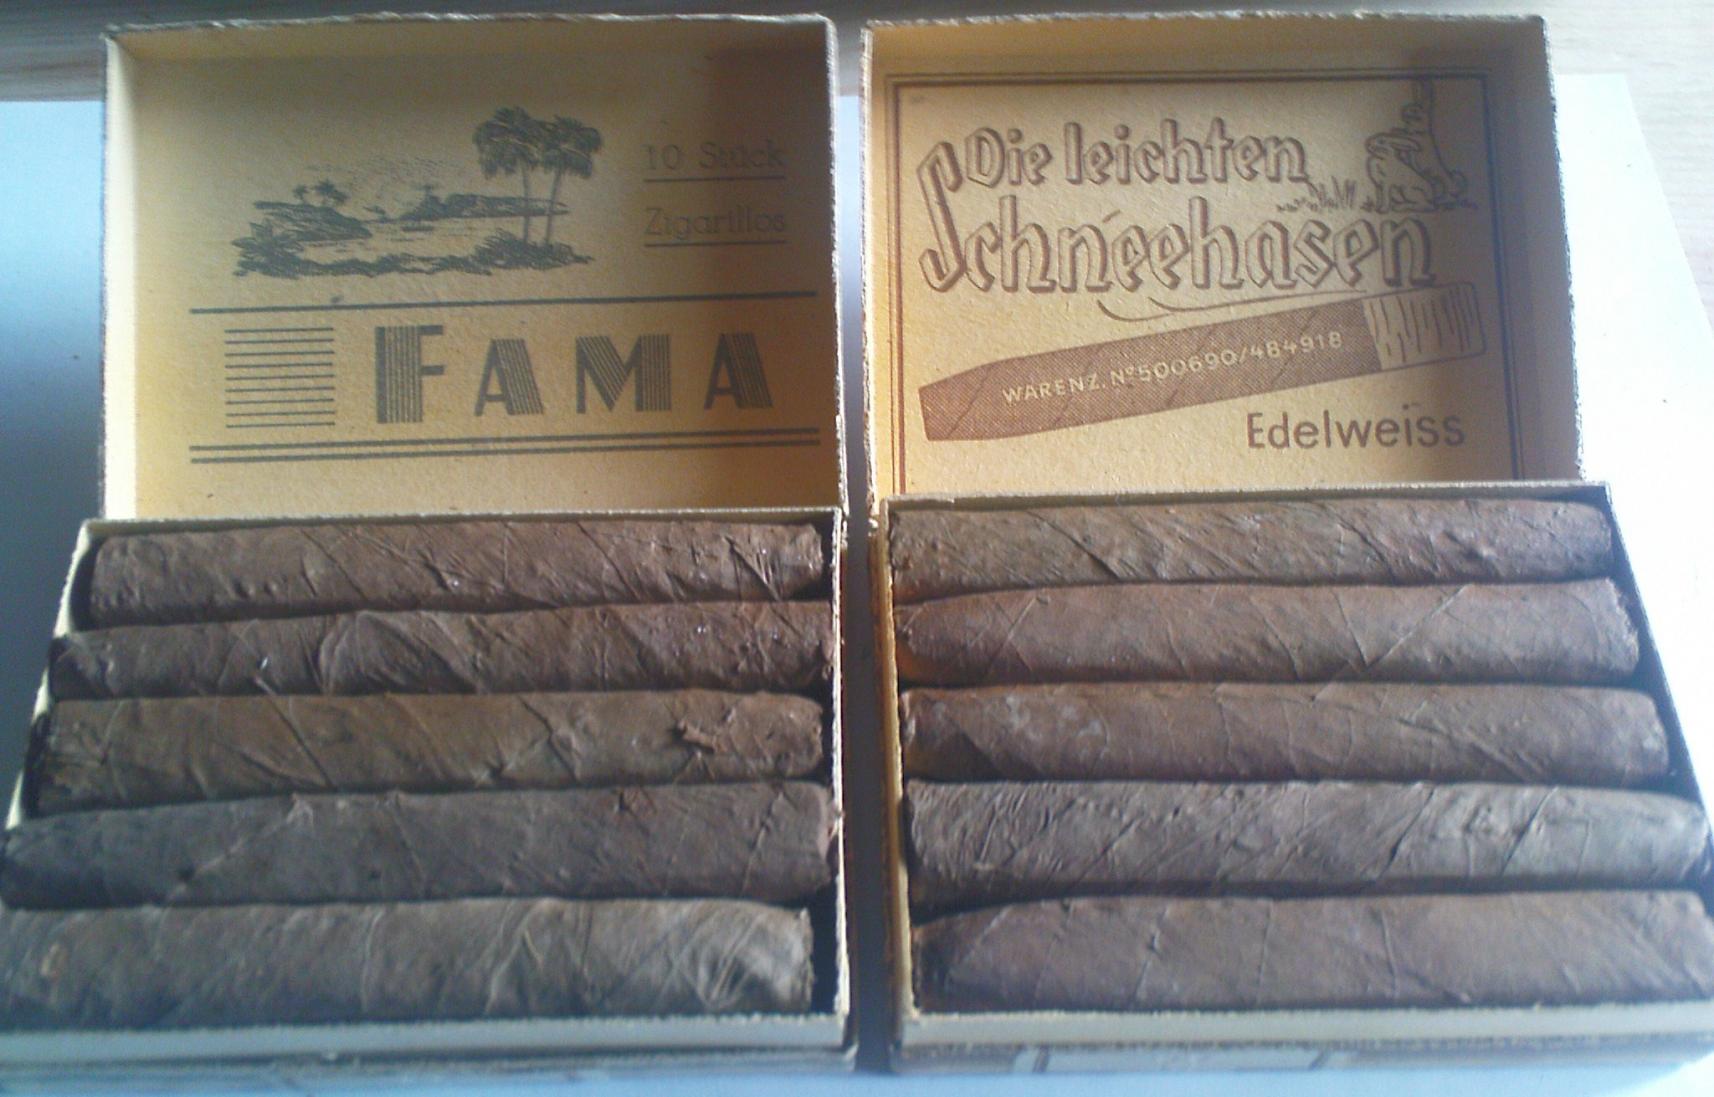 10 Stück
Zigarillos
FAMA
Die leichten
Schneehasen
WARENZ. Nº500690/484918
Edelweiss